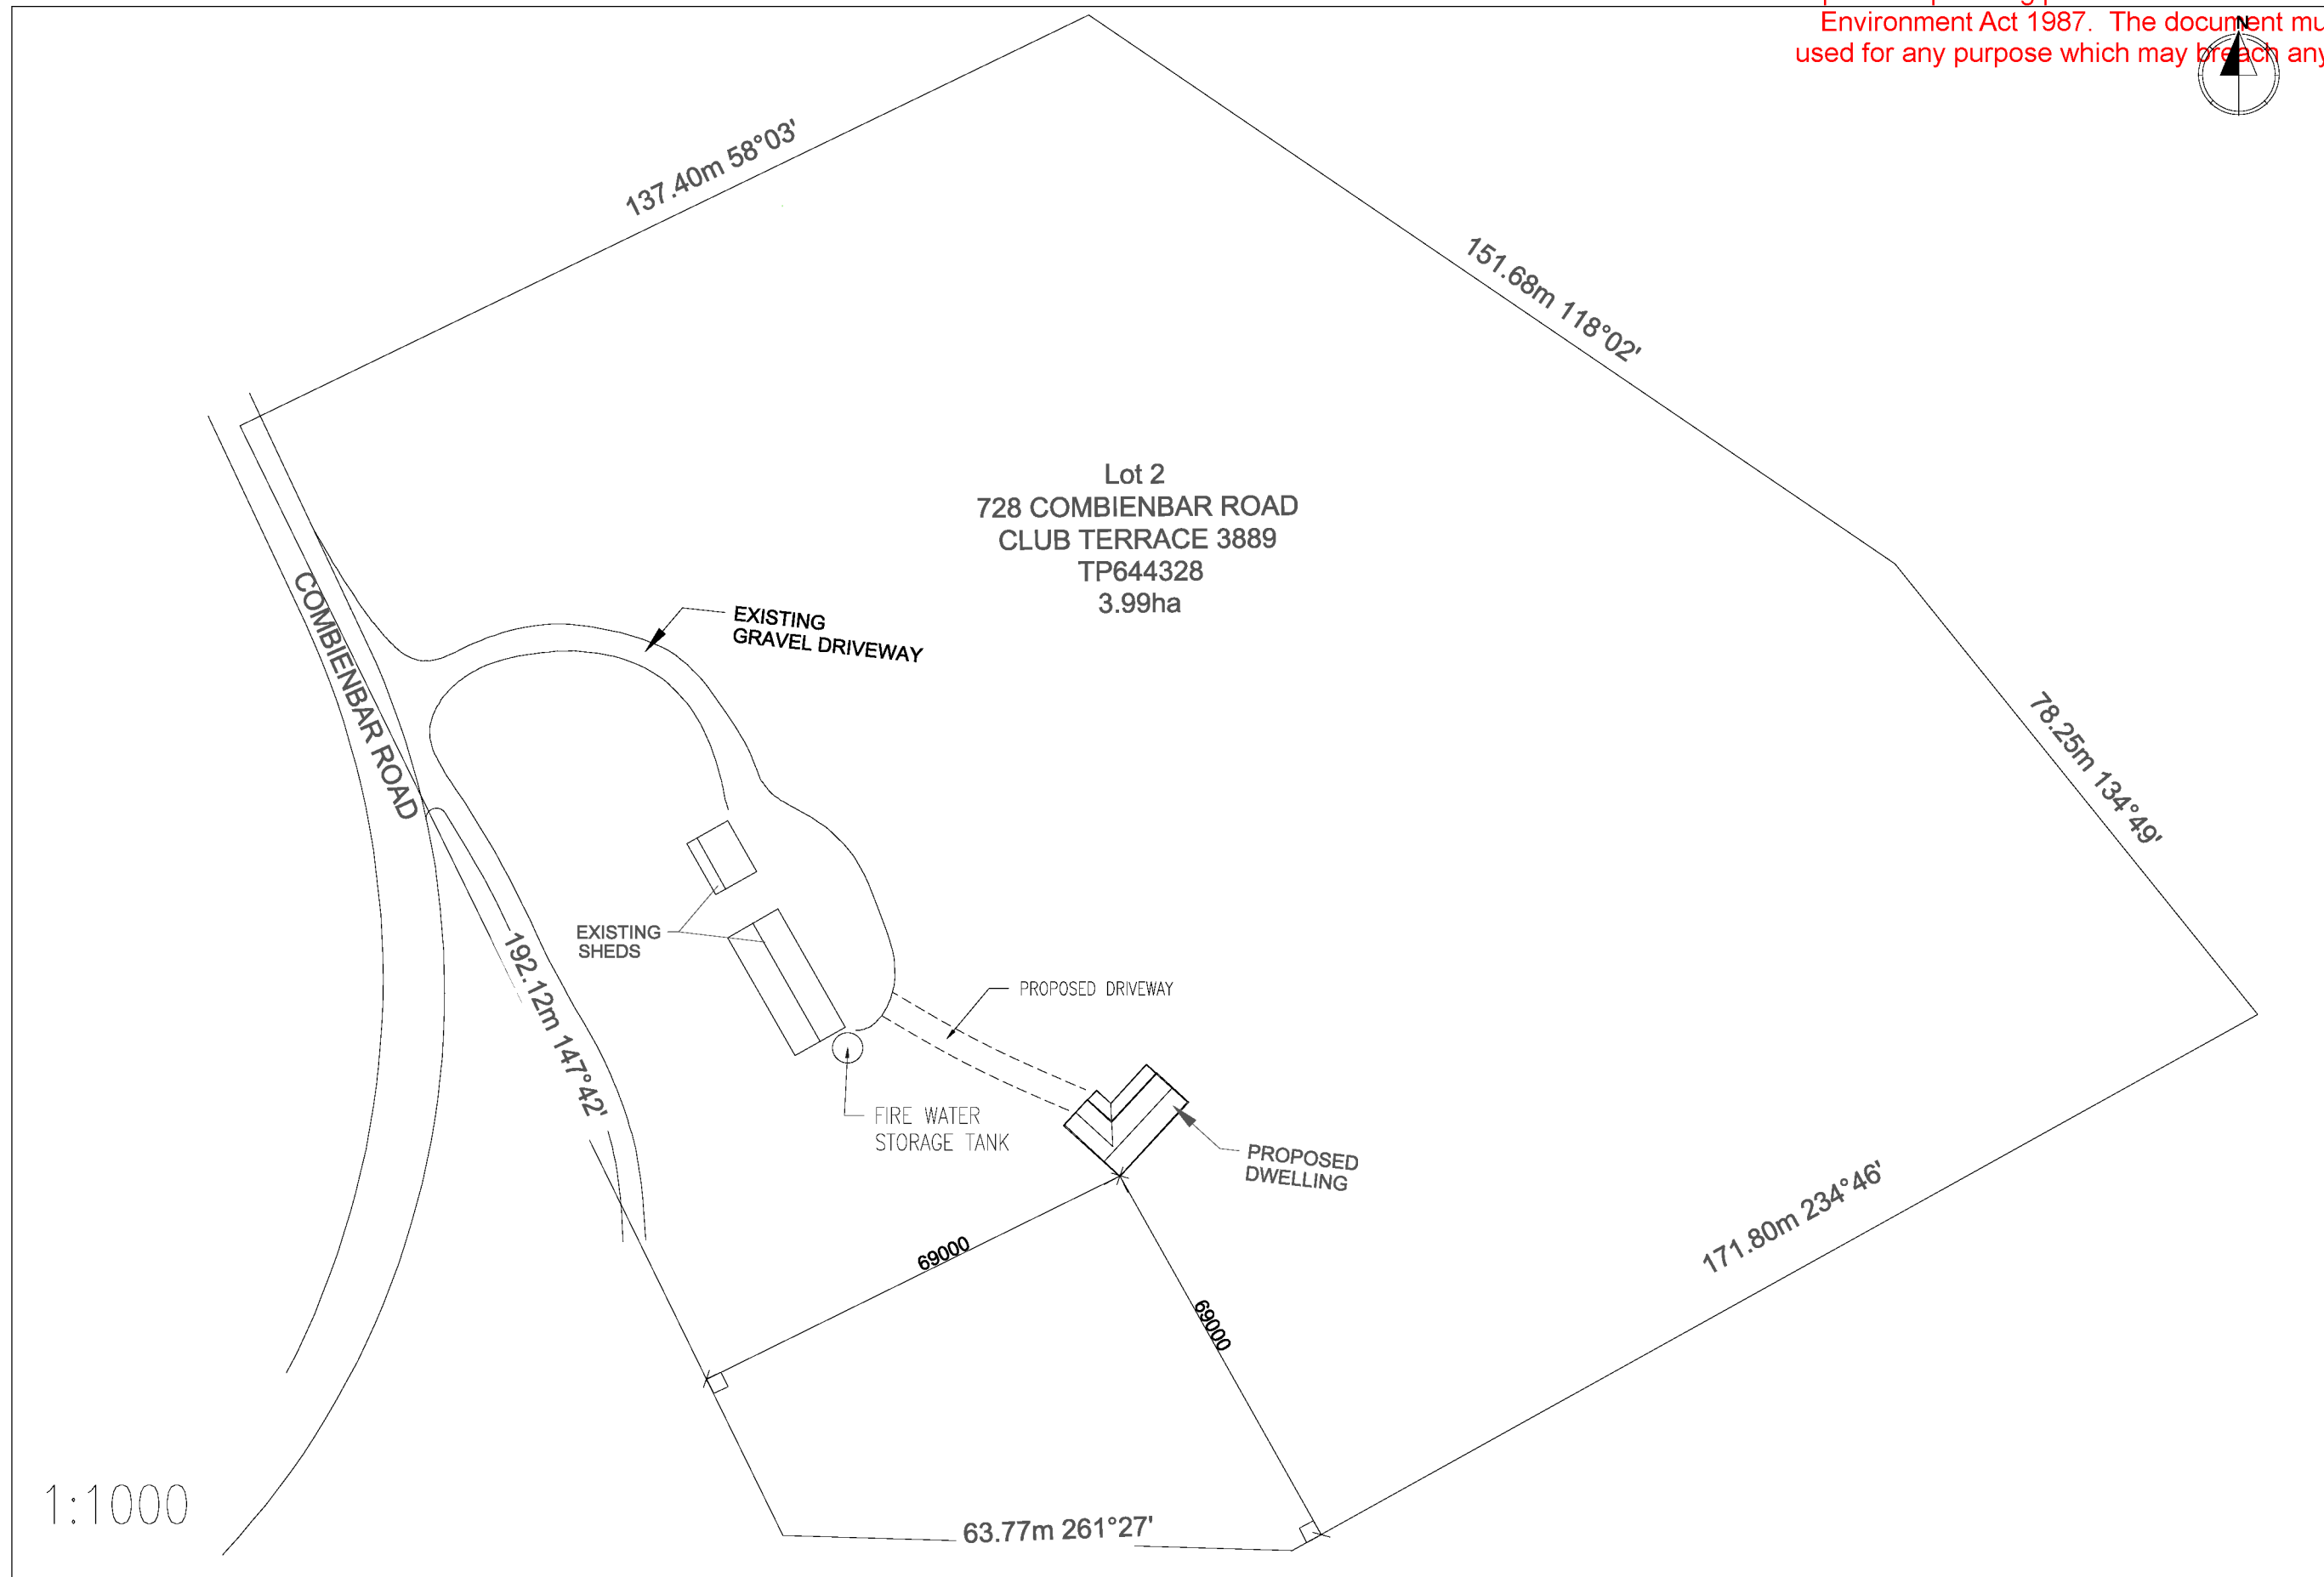 Environment Act 1987. The document mu
used for any purpose which may breach any
N
137.40m 58°03'
151.68m 118°02'
Lot 2
728 COMBIENBAR ROAD
CLUB TERRACE 3889
TP644328
3.99ha
COMBIENBAR ROAD
EXISTING
GRAVEL DRIVEWAY
78.25m 134°49'
EXISTING
SHEDS
192.12m 147°42'
PROPOSED DRIVEWAY
FIRE WATER
STORAGE TANK
PROPOSED
DWELLING
171.80m 234°46'
69000
69000
1:1000
63.77m 261°27'